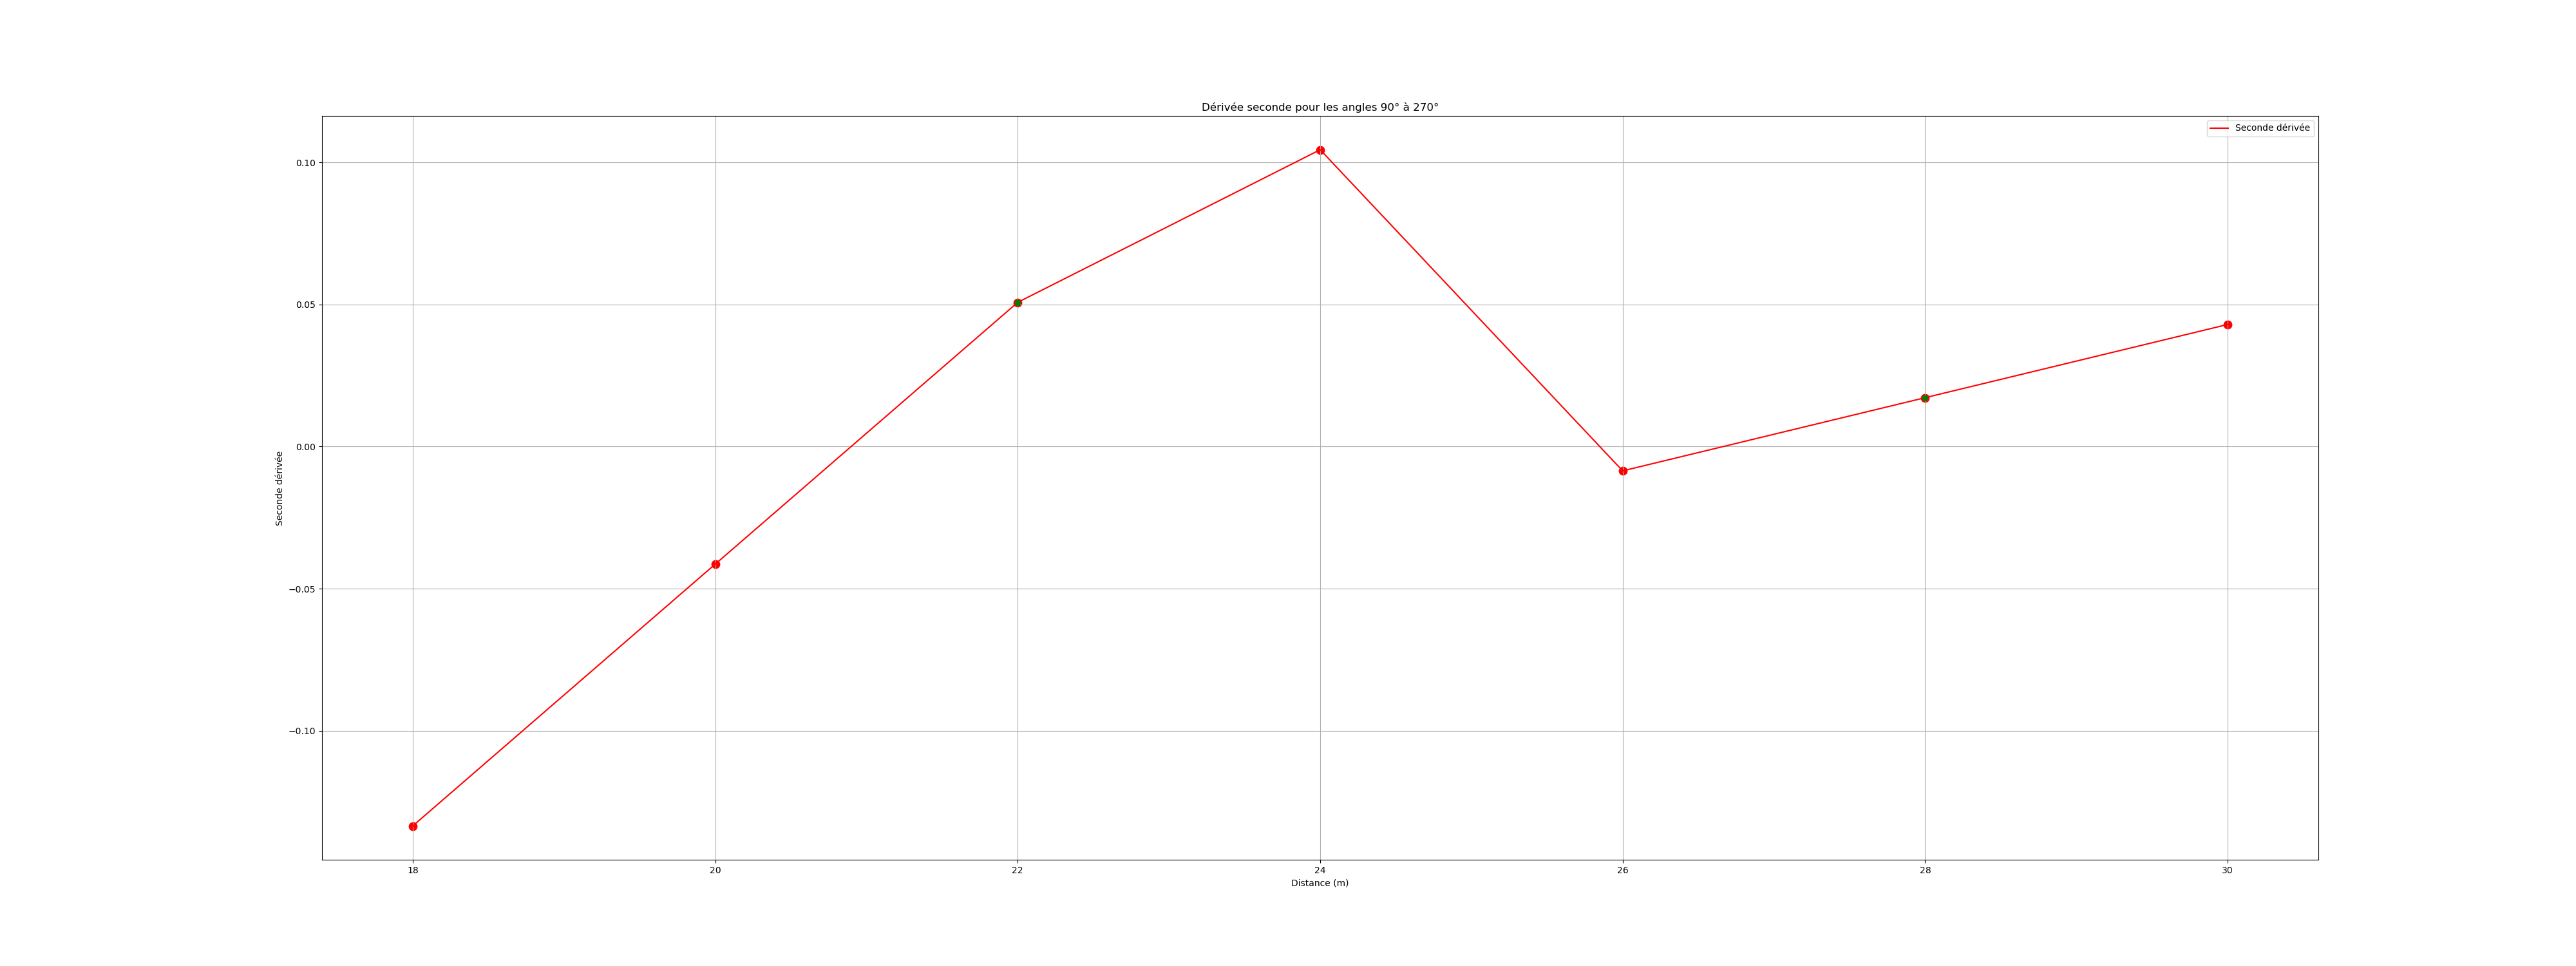 Dérivée seconde pour les angles 90° à 270°
Seconde dérivée
0.10
0.05
0.00
−0.05
−0.10
Seconde dérivée
18 20 22 24 26 28 30
Distance (m)